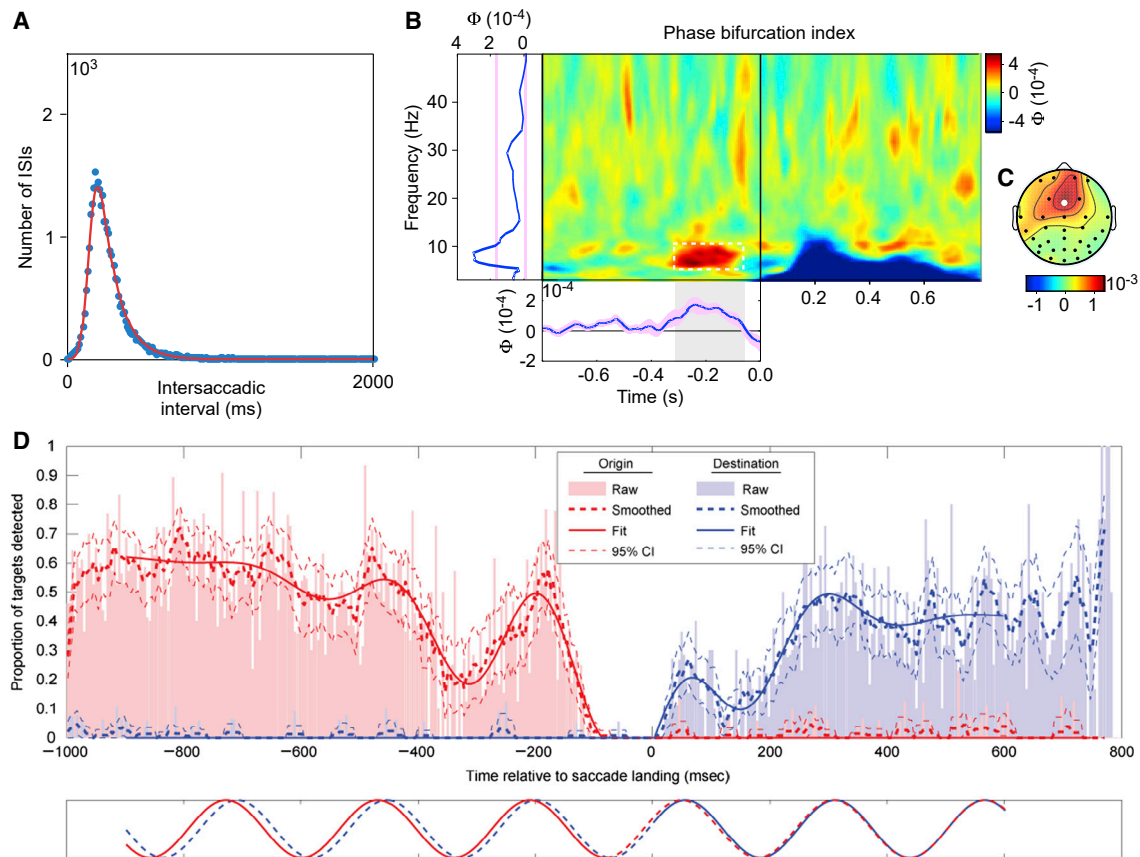 A
10³
2
1
0
Number of ISIs
0
2000
Intersaccadic
interval (ms)
B
Φ (10⁻⁴)
4 2 0
Phase bifurcation index
Frequency (Hz)
40
30
20
10
4
0
-4
Φ (10⁻⁴)
10⁻⁴
0.2 0.4 0.6
Φ (10⁻⁴)
2
0
-2
-0.6 -0.4 -0.2 0.0
Time (s)
C
10⁻³
-1 0 1
D
Proportion of targets detected
1
0.9
0.8
0.7
0.6
0.5
0.4
0.3
0.2
0.1
0
Origin Destination
Raw Raw
Smoothed Smoothed
Fit Fit
95% CI 95% CI
−1000 −800 −600 −400 −200 0 200 400 600 800
Time relative to saccade landing (msec)